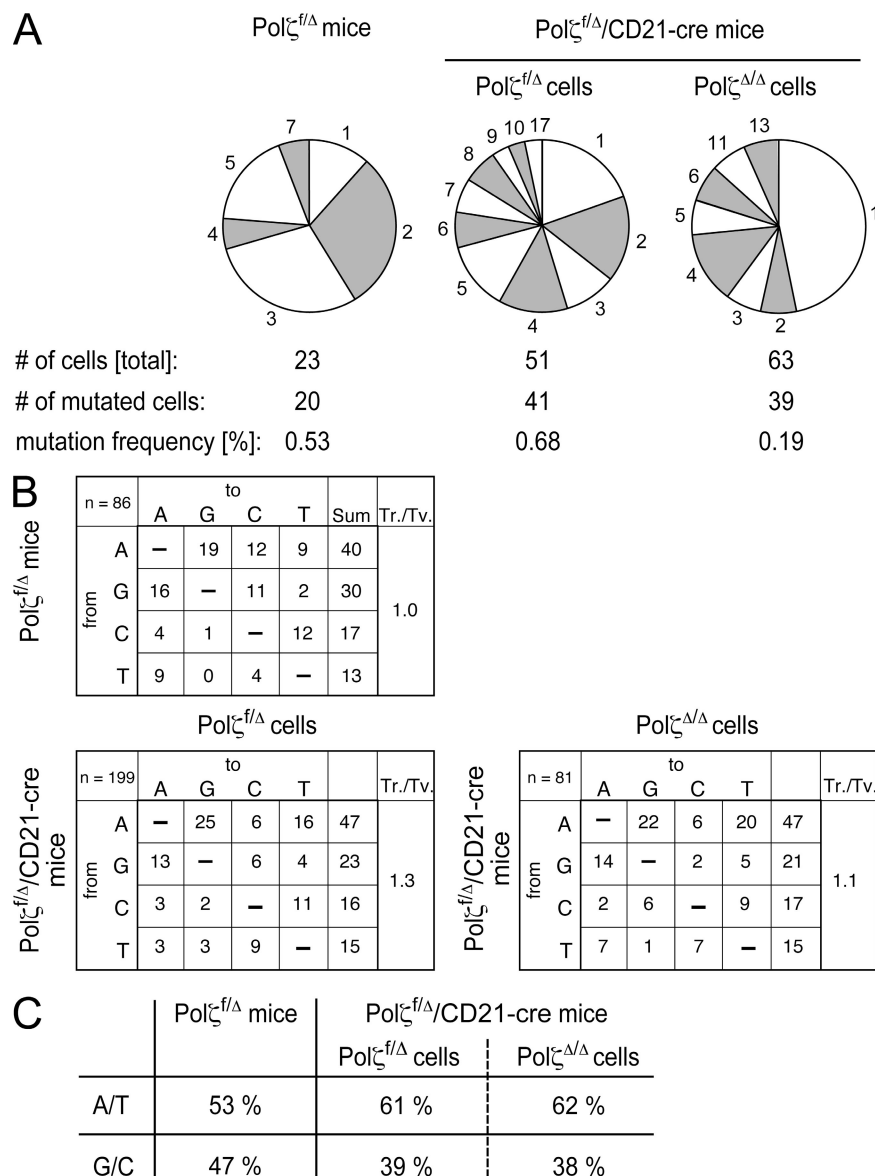 A
Polζf/Δ mice
Polζf/Δ/CD21-cre mice
Polζf/Δ cells
PolζΔ/Δ cells
1 2 3 4 5 7
1 2 3 4 5 6 7 8 9 10 17
1 2 3 4 5 6 11 13
# of cells [total]: 23 51 63
# of mutated cells: 20 41 39
mutation frequency [%]: 0.53 0.68 0.19
B
Polζf/Δ mice
n = 86 to
A G C T Sum Tr./Tv.
from
A – 19 12 9 40
G 16 – 11 2 30
1.0
C 4 1 – 12 17
T 9 0 4 – 13
Polζf/Δ cells
Polζf/Δ/CD21-cre
mice
n = 199 to
A G C T Tr./Tv.
from
A – 25 6 16 47
G 13 – 6 4 23
1.3
C 3 2 – 11 16
T 3 3 9 – 15
PolζΔ/Δ cells
Polζf/Δ/CD21-cre
mice
n = 81 to
A G C T Tr./Tv.
from
A – 22 6 20 47
G 14 – 2 5 21
1.1
C 2 6 – 9 17
T 7 1 7 – 15
C
Polζf/Δ mice Polζf/Δ/CD21-cre mice
Polζf/Δ cells PolζΔ/Δ cells
A/T 53 % 61 % 62 %
G/C 47 % 39 % 38 %